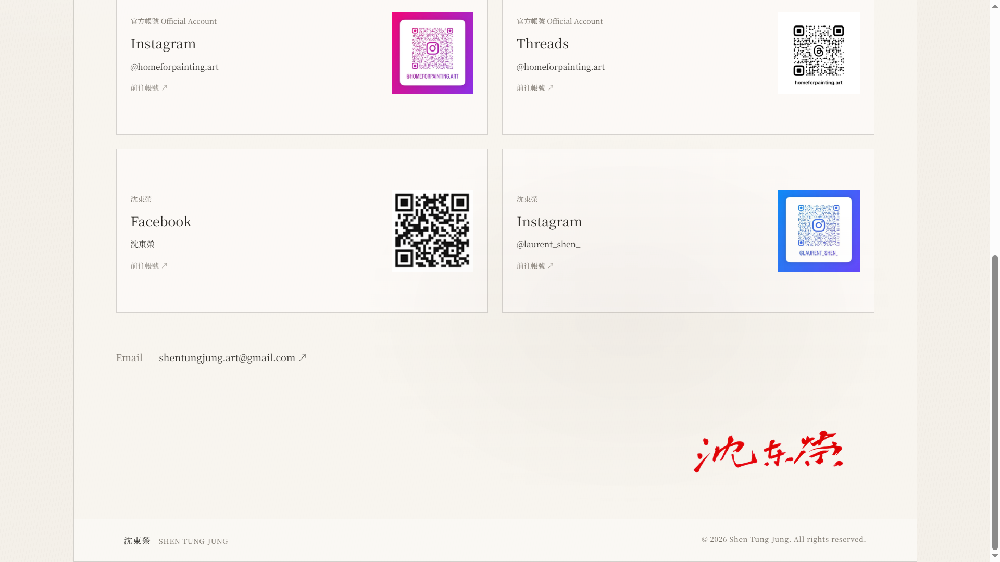 官方帳號 Official Account
Instagram
@homeforpainting.art
前往帳號 ↗
@HOMEFORPAINTING.ART
官方帳號 Official Account
Threads
@homeforpainting.art
前往帳號 ↗
homeforpainting.art
沈東榮
Facebook
沈東榮
前往帳號 ↗
沈東榮
Instagram
@laurent_shen_
前往帳號 ↗
@LAURENT_SHEN_
Email shentungjung.art@gmail.com ↗
沈东榮
沈東榮 SHEN TUNG-JUNG
© 2026 Shen Tung-Jung. All rights reserved.